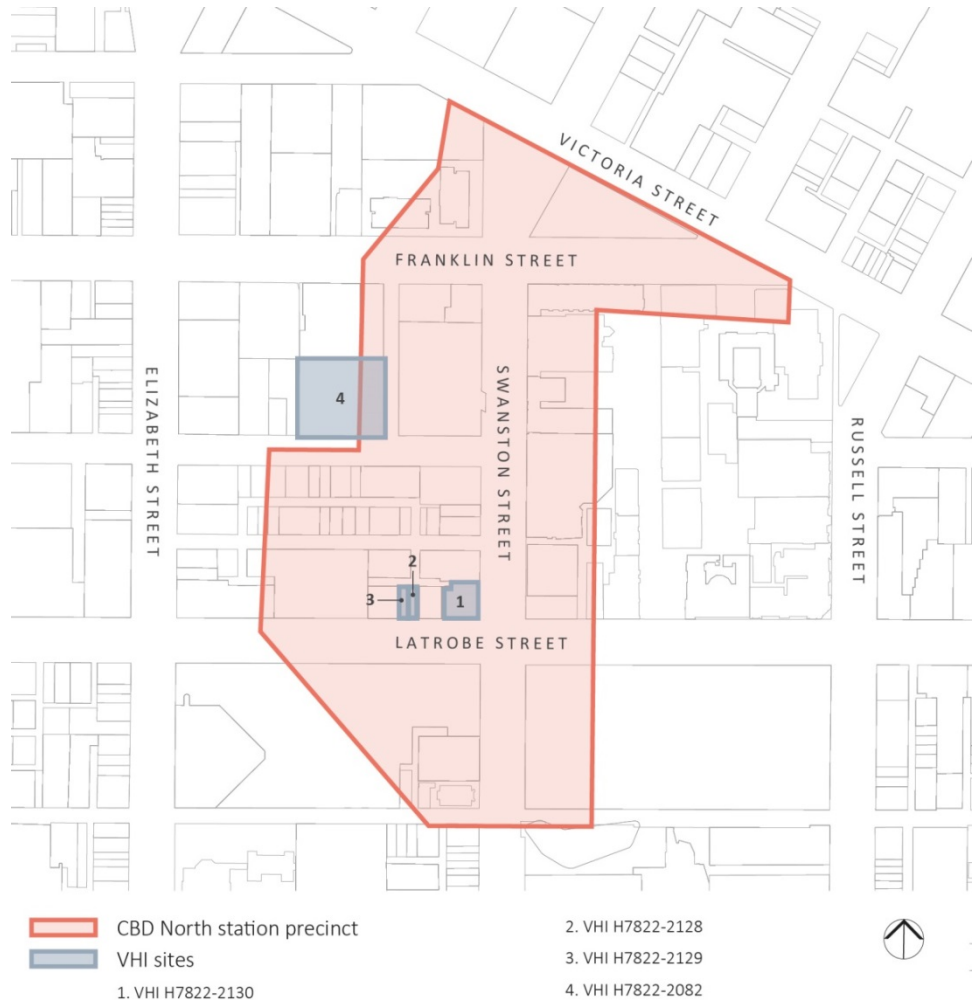 VICTORIA STREET
FRANKLIN STREET
ELIZABETH STREET
4
SWANSTON STREET
RUSSELL STREET
2
3
1
LATROBE STREET
CBD North station precinct
VHI sites
1. VHI H7822-2130
2. VHI H7822-2128
3. VHI H7822-2129
4. VHI H7822-2082